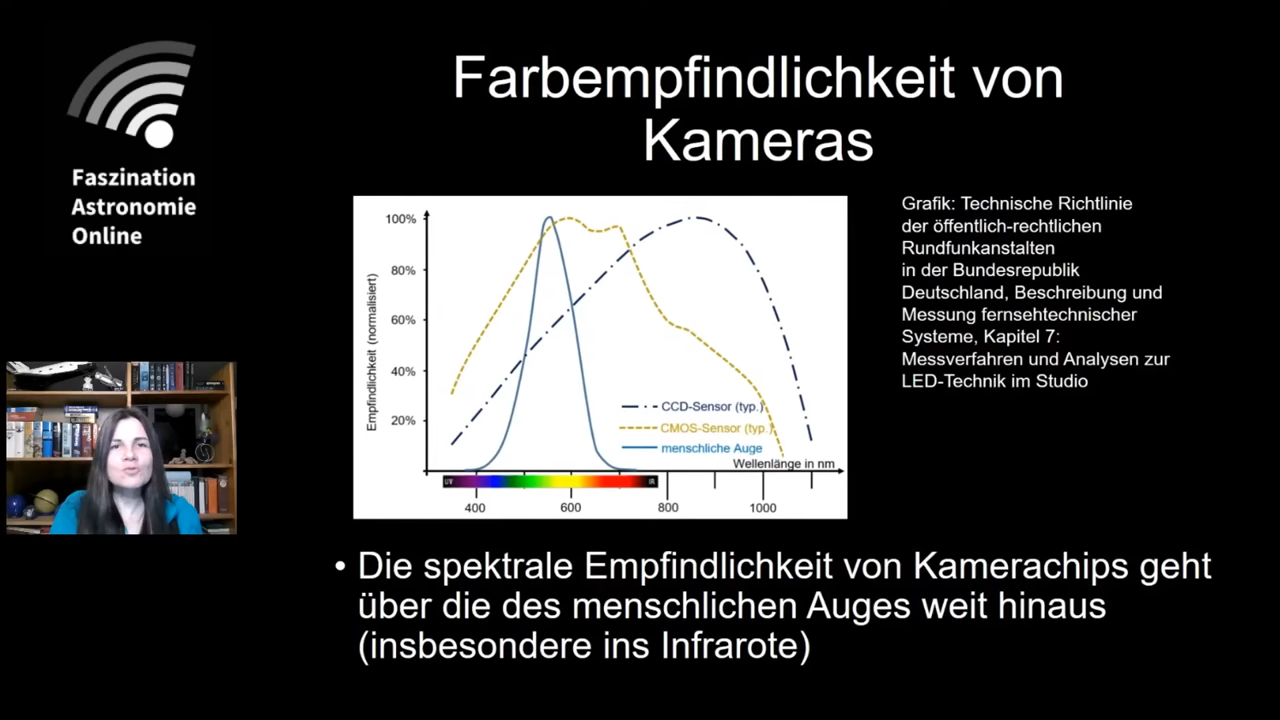 Faszination
Astronomie
Online
Farbempfindlichkeit von
Kameras
Empfindlichkeit (normalisiert)
100%
80%
60%
40%
20%
CCD-Sensor (typ.)
CMOS-Sensor (typ.)
menschliche Auge
Wellenlänge in nm
UV
IR
400
600
800
1000
Grafik: Technische Richtlinie
der öffentlich-rechtlichen
Rundfunkanstalten
in der Bundesrepublik
Deutschland, Beschreibung und
Messung fernsehtechnischer
Systeme, Kapitel 7:
Messverfahren und Analysen zur
LED-Technik im Studio
• Die spektrale Empfindlichkeit von Kamerachips geht
über die des menschlichen Auges weit hinaus
(insbesondere ins Infrarote)